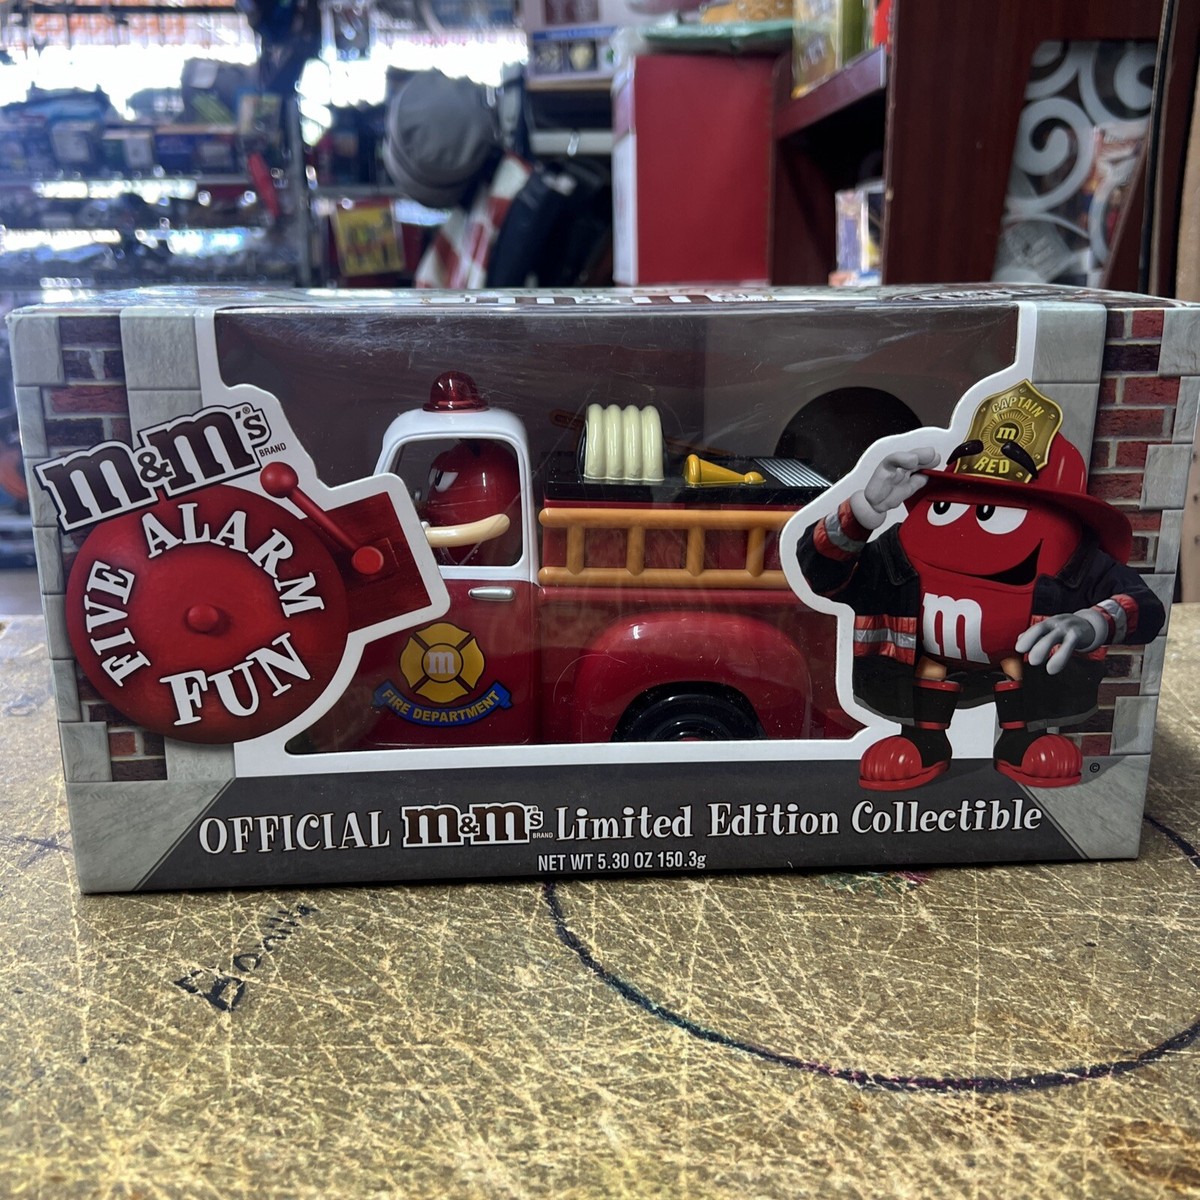 m&m's®
BRAND
FIVE ALARM FUN
m
FIRE DEPARTMENT
CAPTAIN
m
RED
m
©
OFFICIAL m&m's BRAND Limited Edition Collectible
NET WT 5.30 OZ 150.3g